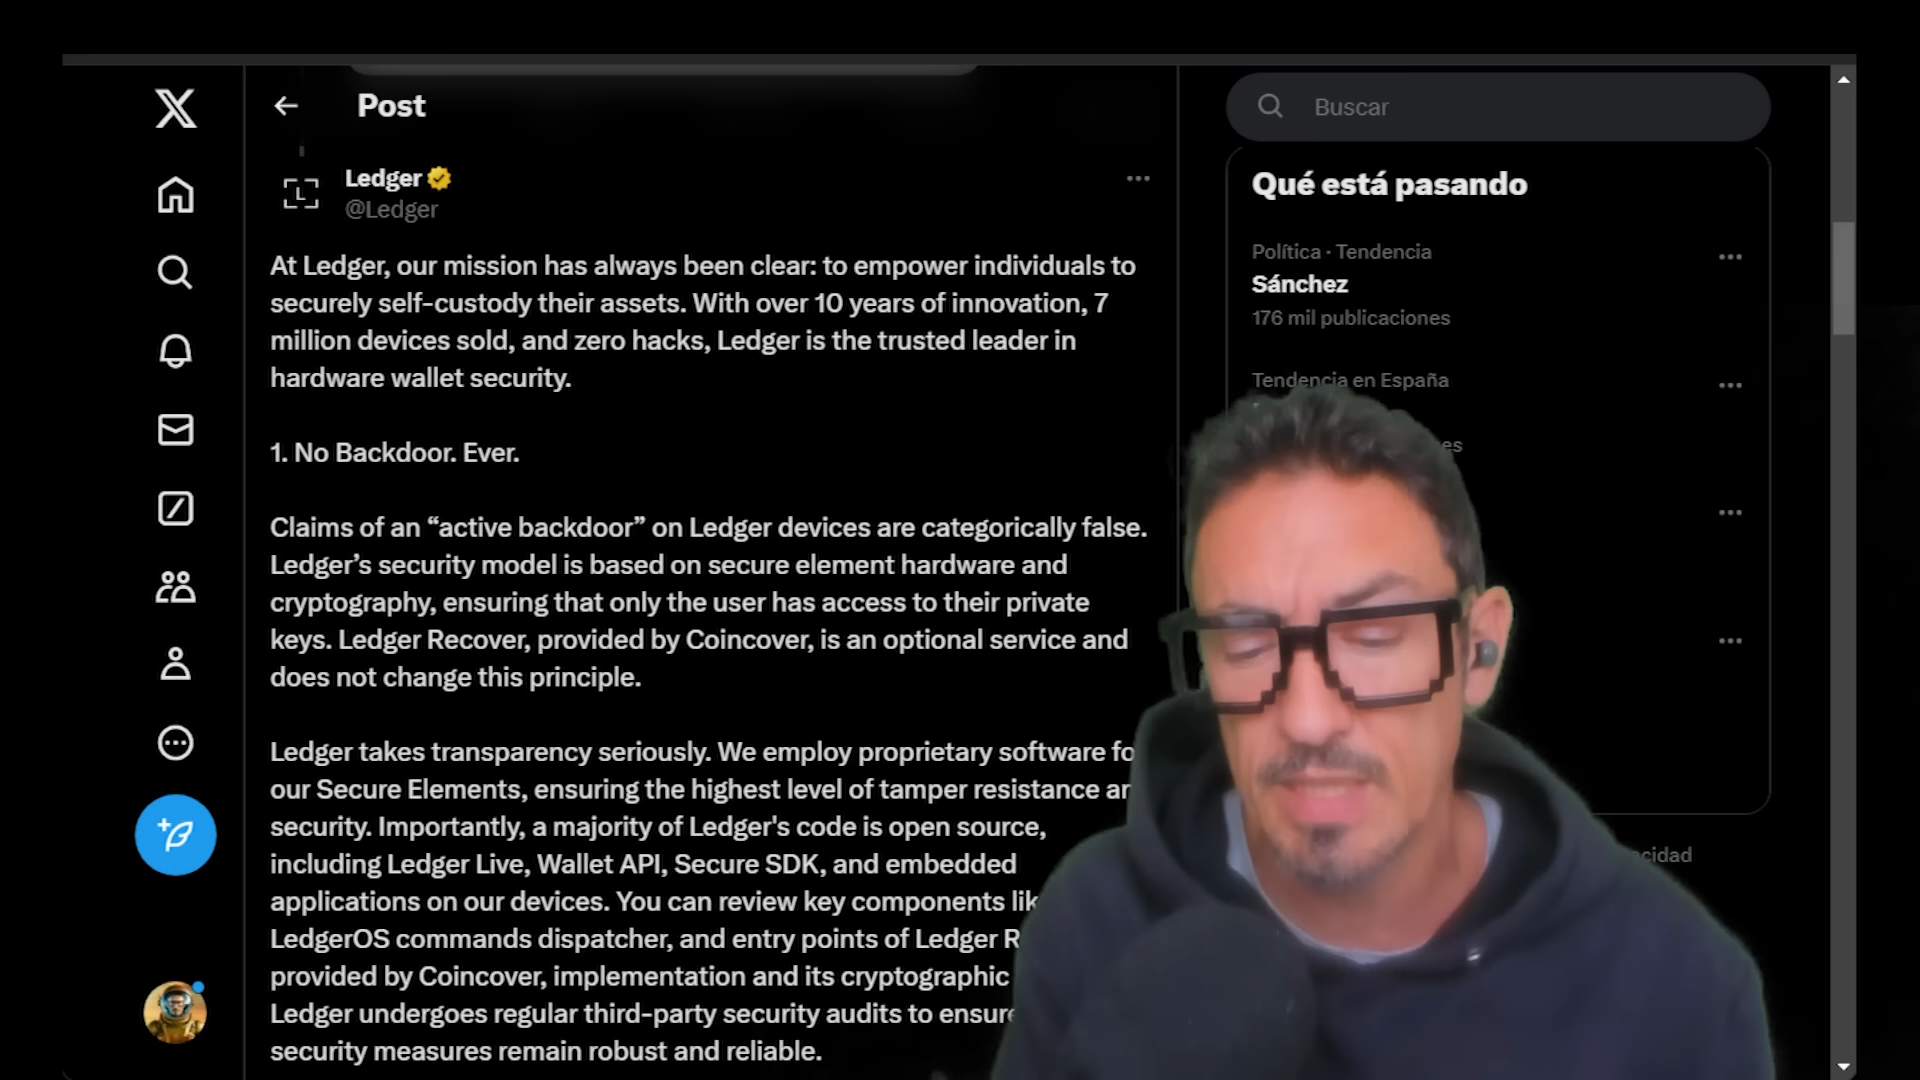 Post
Ledger
@Ledger
At Ledger, our mission has always been clear: to empower individuals to
securely self-custody their assets. With over 10 years of innovation, 7
million devices sold, and zero hacks, Ledger is the trusted leader in
hardware wallet security.
1. No Backdoor. Ever.
Claims of an “active backdoor” on Ledger devices are categorically false.
Ledger’s security model is based on secure element hardware and
cryptography, ensuring that only the user has access to their private
keys. Ledger Recover, provided by Coincover, is an optional service and
does not change this principle.
Ledger takes transparency seriously. We employ proprietary software fo
our Secure Elements, ensuring the highest level of tamper resistance ar
security. Importantly, a majority of Ledger's code is open source,
including Ledger Live, Wallet API, Secure SDK, and embedded
applications on our devices. You can review key components lik
LedgerOS commands dispatcher, and entry points of Ledger R
provided by Coincover, implementation and its cryptographic
Ledger undergoes regular third-party security audits to ensure
security measures remain robust and reliable.
Buscar
Qué está pasando
Política · Tendencia
Sánchez
176 mil publicaciones
Tendencia en España
es
cidad